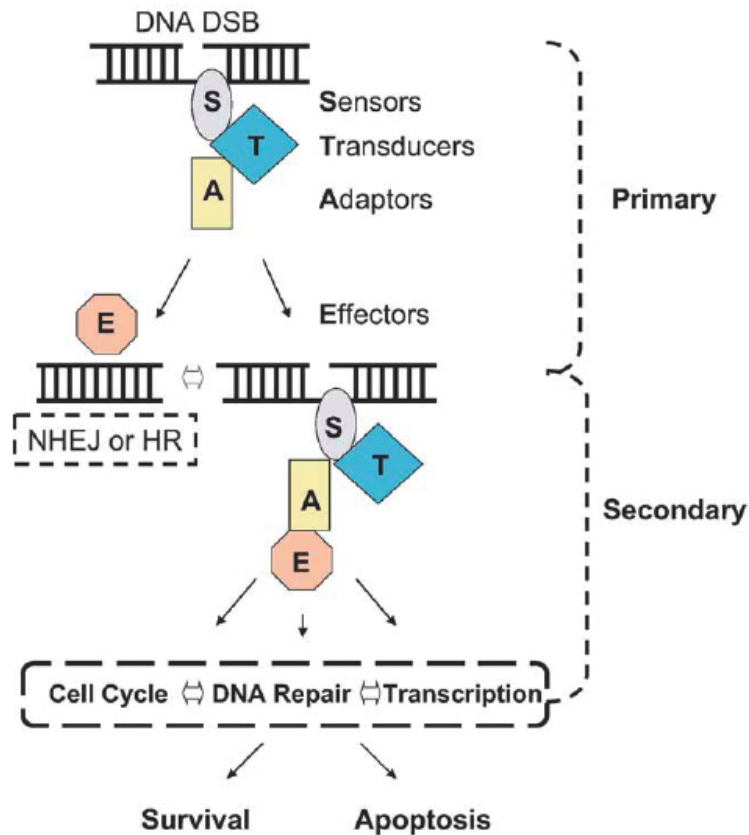 DNA DSB
S
Sensors
T
Transducers
A
Adaptors
Primary
E
Effectors
NHEJ or HR
S
T
A
Secondary
E
Cell Cycle DNA Repair Transcription
Survival Apoptosis